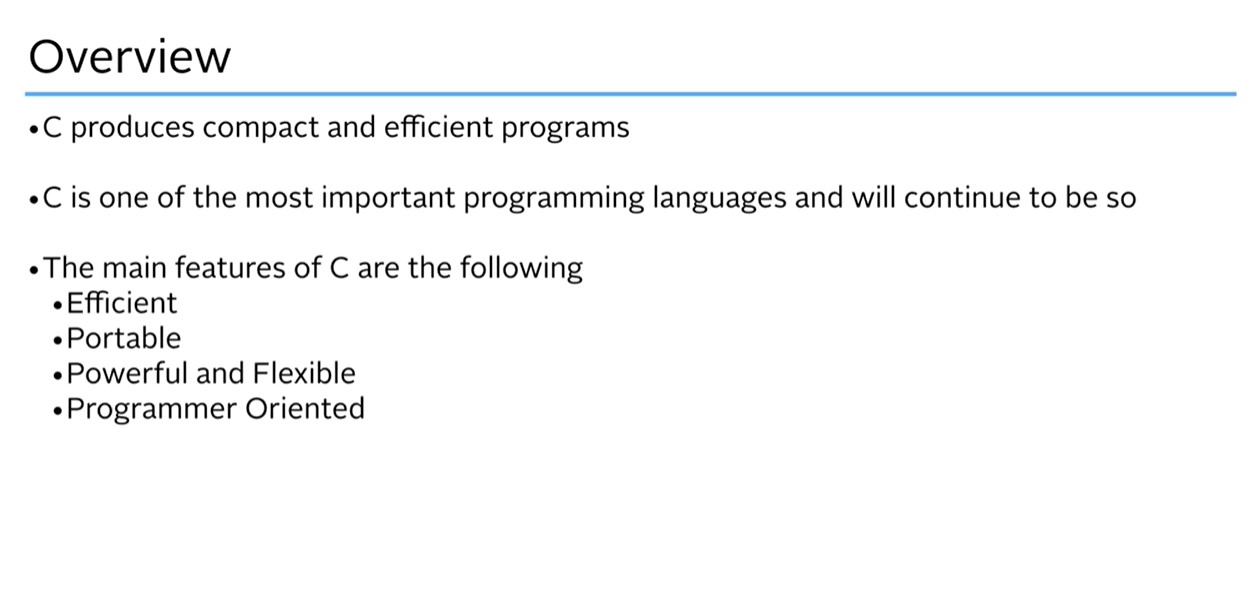 Overview
•C produces compact and efficient programs
•C is one of the most important programming languages and will continue to be so
•The main features of C are the following
•Efficient
•Portable
•Powerful and Flexible
•Programmer Oriented